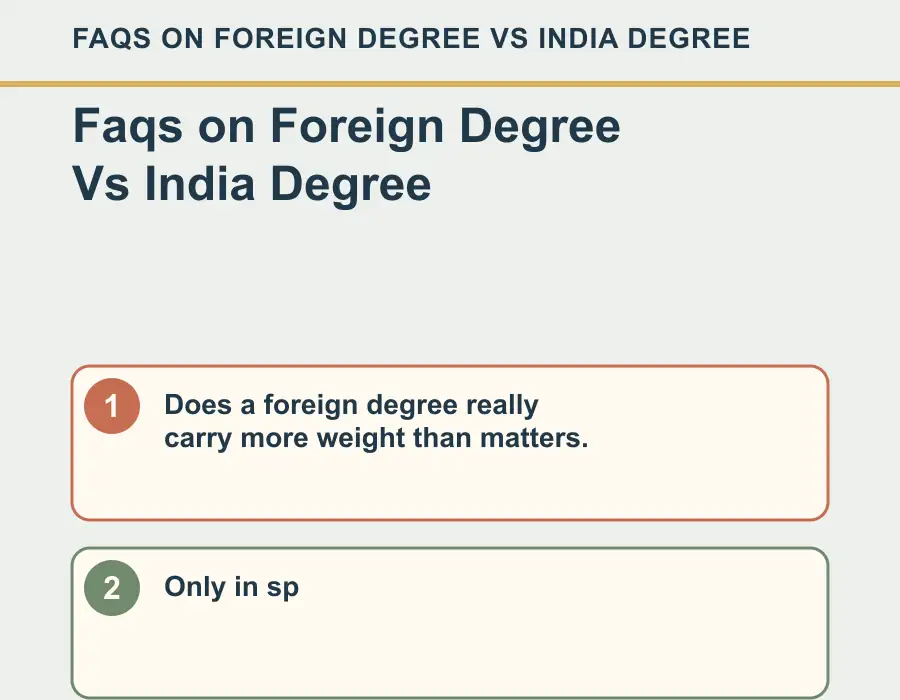 FAQS ON FOREIGN DEGREE VS INDIA DEGREE
Faqs on Foreign Degree
Vs India Degree
1
Does a foreign degree really
carry more weight than matters.
2
Only in sp